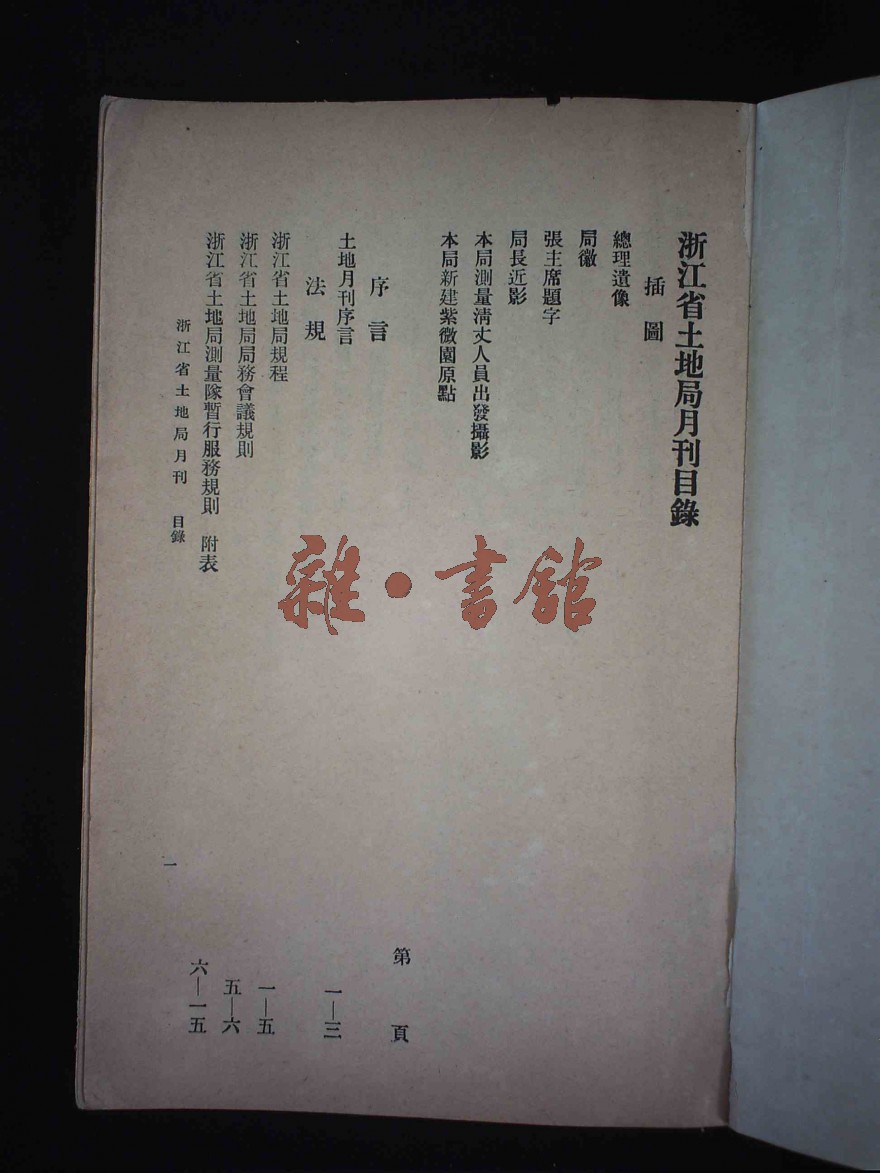 浙江省土地局月刊目錄
插圖
總理遺像
局徽
張主席題字
局長近影
本局測量清丈人員出發攝影
本局新建紫微園原點
第 頁
序言
土地月刊序言 一—三
法規
浙江省土地局規程 一—五
浙江省土地局局務會議規則 五—六
浙江省土地局測量隊暫行服務規則 附表 六—一五
浙江省土地局月刊 目錄 一
雜·書館